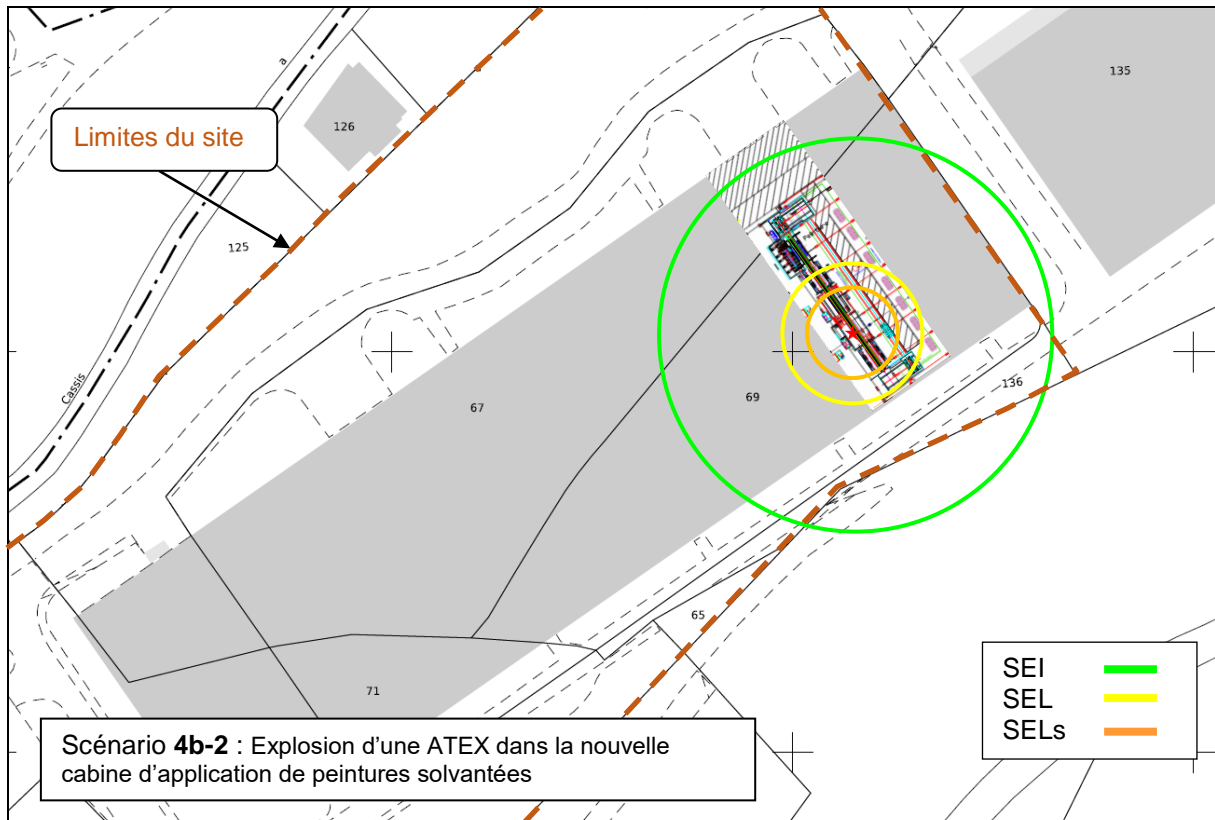 135
a
126
Limites du site
125
Cassis
67
69
136
65
71
SEI
SEL
SELs
Scénario 4b-2 : Explosion d'une ATEX dans la nouvelle
cabine d'application de peintures solvantées